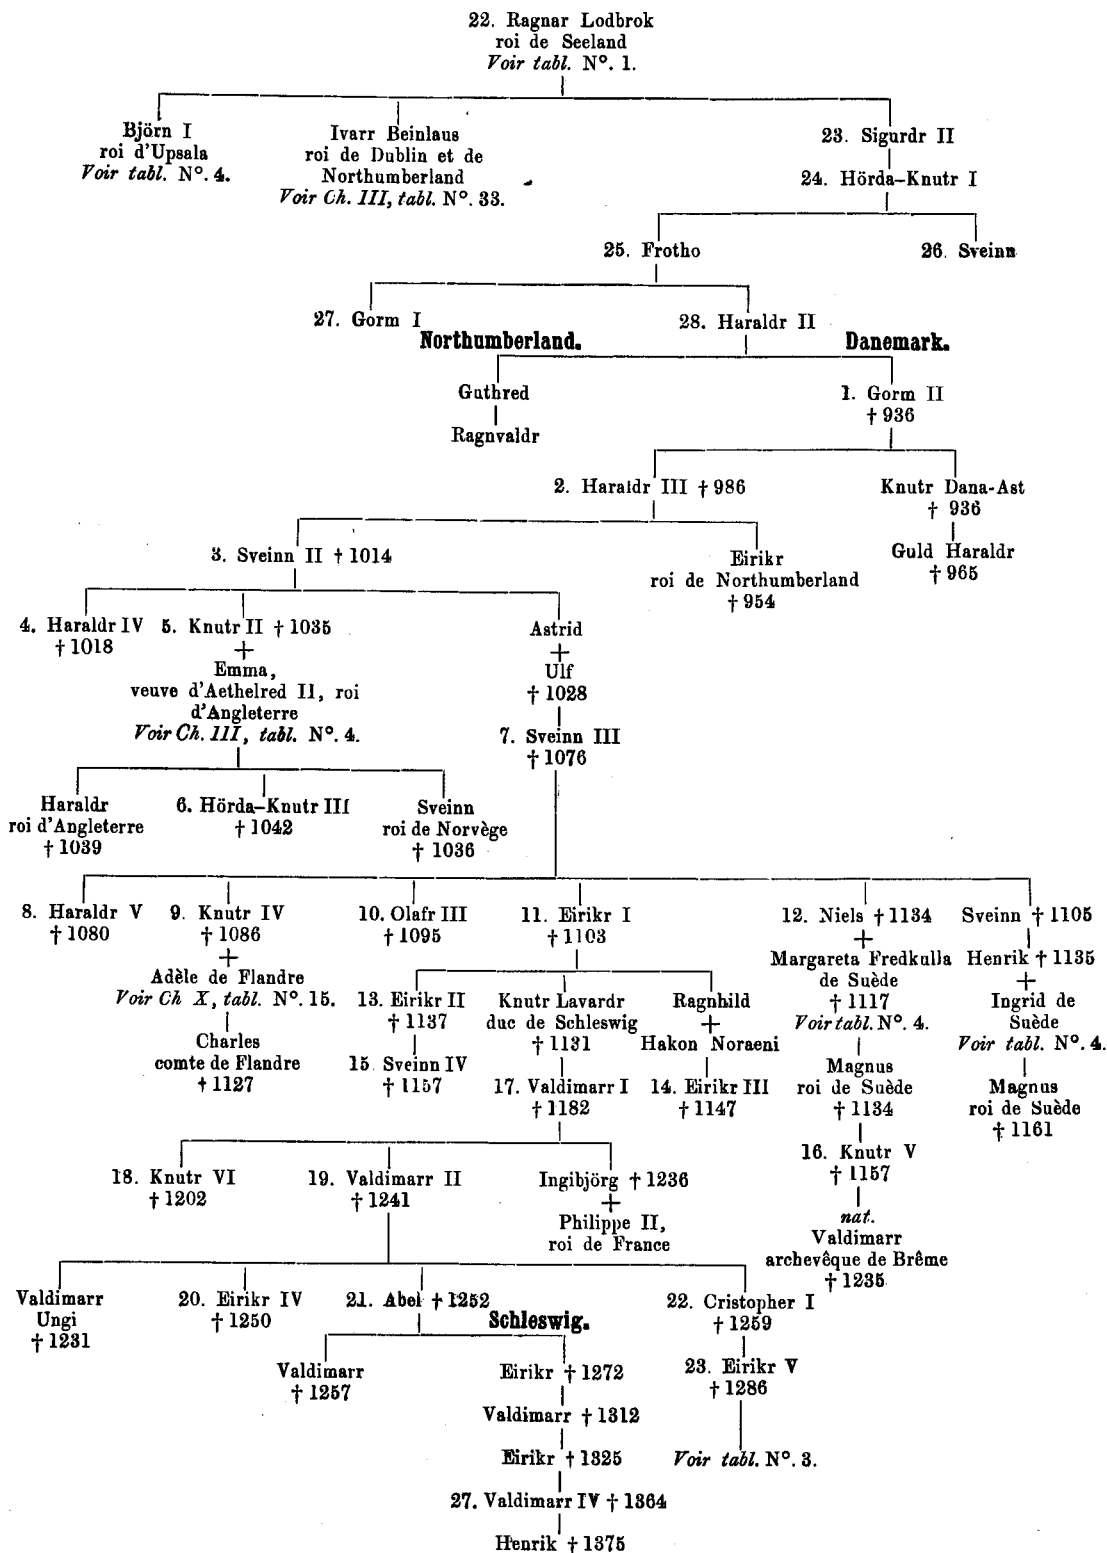 22. Ragnar Lodbrok
roi de Seeland
Voir tabl. N°. 1.
Björn I
roi d'Upsala
Voir tabl. N°. 4.
Ivarr Beinlaus
roi de Dublin et de
Northumberland
Voir Ch. III, tabl. N°. 33.
23. Sigurdr II
24. Hörda-Knutr I
25. Frotho
26. Sveinn
27. Gorm I
28. Haraldr II
Northumberland.
Danemark.
Guthred
Ragnvaldr
1. Gorm II
† 936
2. Haraldr III † 986
Knutr Dana-Ast
† 936
Guld Haraldr
† 965
3. Sveinn II † 1014
Eirikr
roi de Northumberland
† 954
4. Haraldr IV
† 1018
5. Knutr II † 1035
+
Emma,
veuve d'Aethelred II, roi
d'Angleterre
Voir Ch. III, tabl. N°. 4.
Astrid
+
Ulf
† 1028
7. Sveinn III
† 1076
Haraldr
roi d'Angleterre
† 1039
6. Hörda-Knutr III
† 1042
Sveinn
roi de Norvège
† 1036
8. Haraldr V
† 1080
9. Knutr IV
† 1086
+
Adèle de Flandre
Voir Ch X, tabl. N°. 15.
Charles
comte de Flandre
† 1127
10. Olafr III
† 1095
11. Eirikr I
† 1103
12. Niels † 1134
+
Margareta Fredkulla
de Suède
† 1117
Voir tabl. N°. 4.
Magnus
roi de Suède
† 1134
16. Knutr V
† 1157
nat.
Valdimarr
archevêque de Brême
† 1235
Sveinn † 1105
Henrik † 1135
+
Ingrid de
Suède
Voir tabl. N°. 4.
Magnus
roi de Suède
† 1161
13. Eirikr II
† 1137
15. Sveinn IV
† 1157
Knutr Lavardr
duc de Schleswig
† 1131
17. Valdimarr I
† 1182
Ragnhild
+
Hakon Noraeni
14. Eirikr III
† 1147
18. Knutr VI
† 1202
19. Valdimarr II
† 1241
Ingibjörg † 1236
+
Philippe II,
roi de France
Valdimarr
Ungi
† 1231
20. Eirikr IV
† 1250
21. Abel † 1252
Schleswig.
22. Cristopher I
† 1259
Valdimarr
† 1257
Eirikr † 1272
Valdimarr † 1312
Eirikr † 1325
27. Valdimarr IV † 1364
Henrik † 1375
23. Eirikr V
† 1286
Voir tabl. N°. 3.